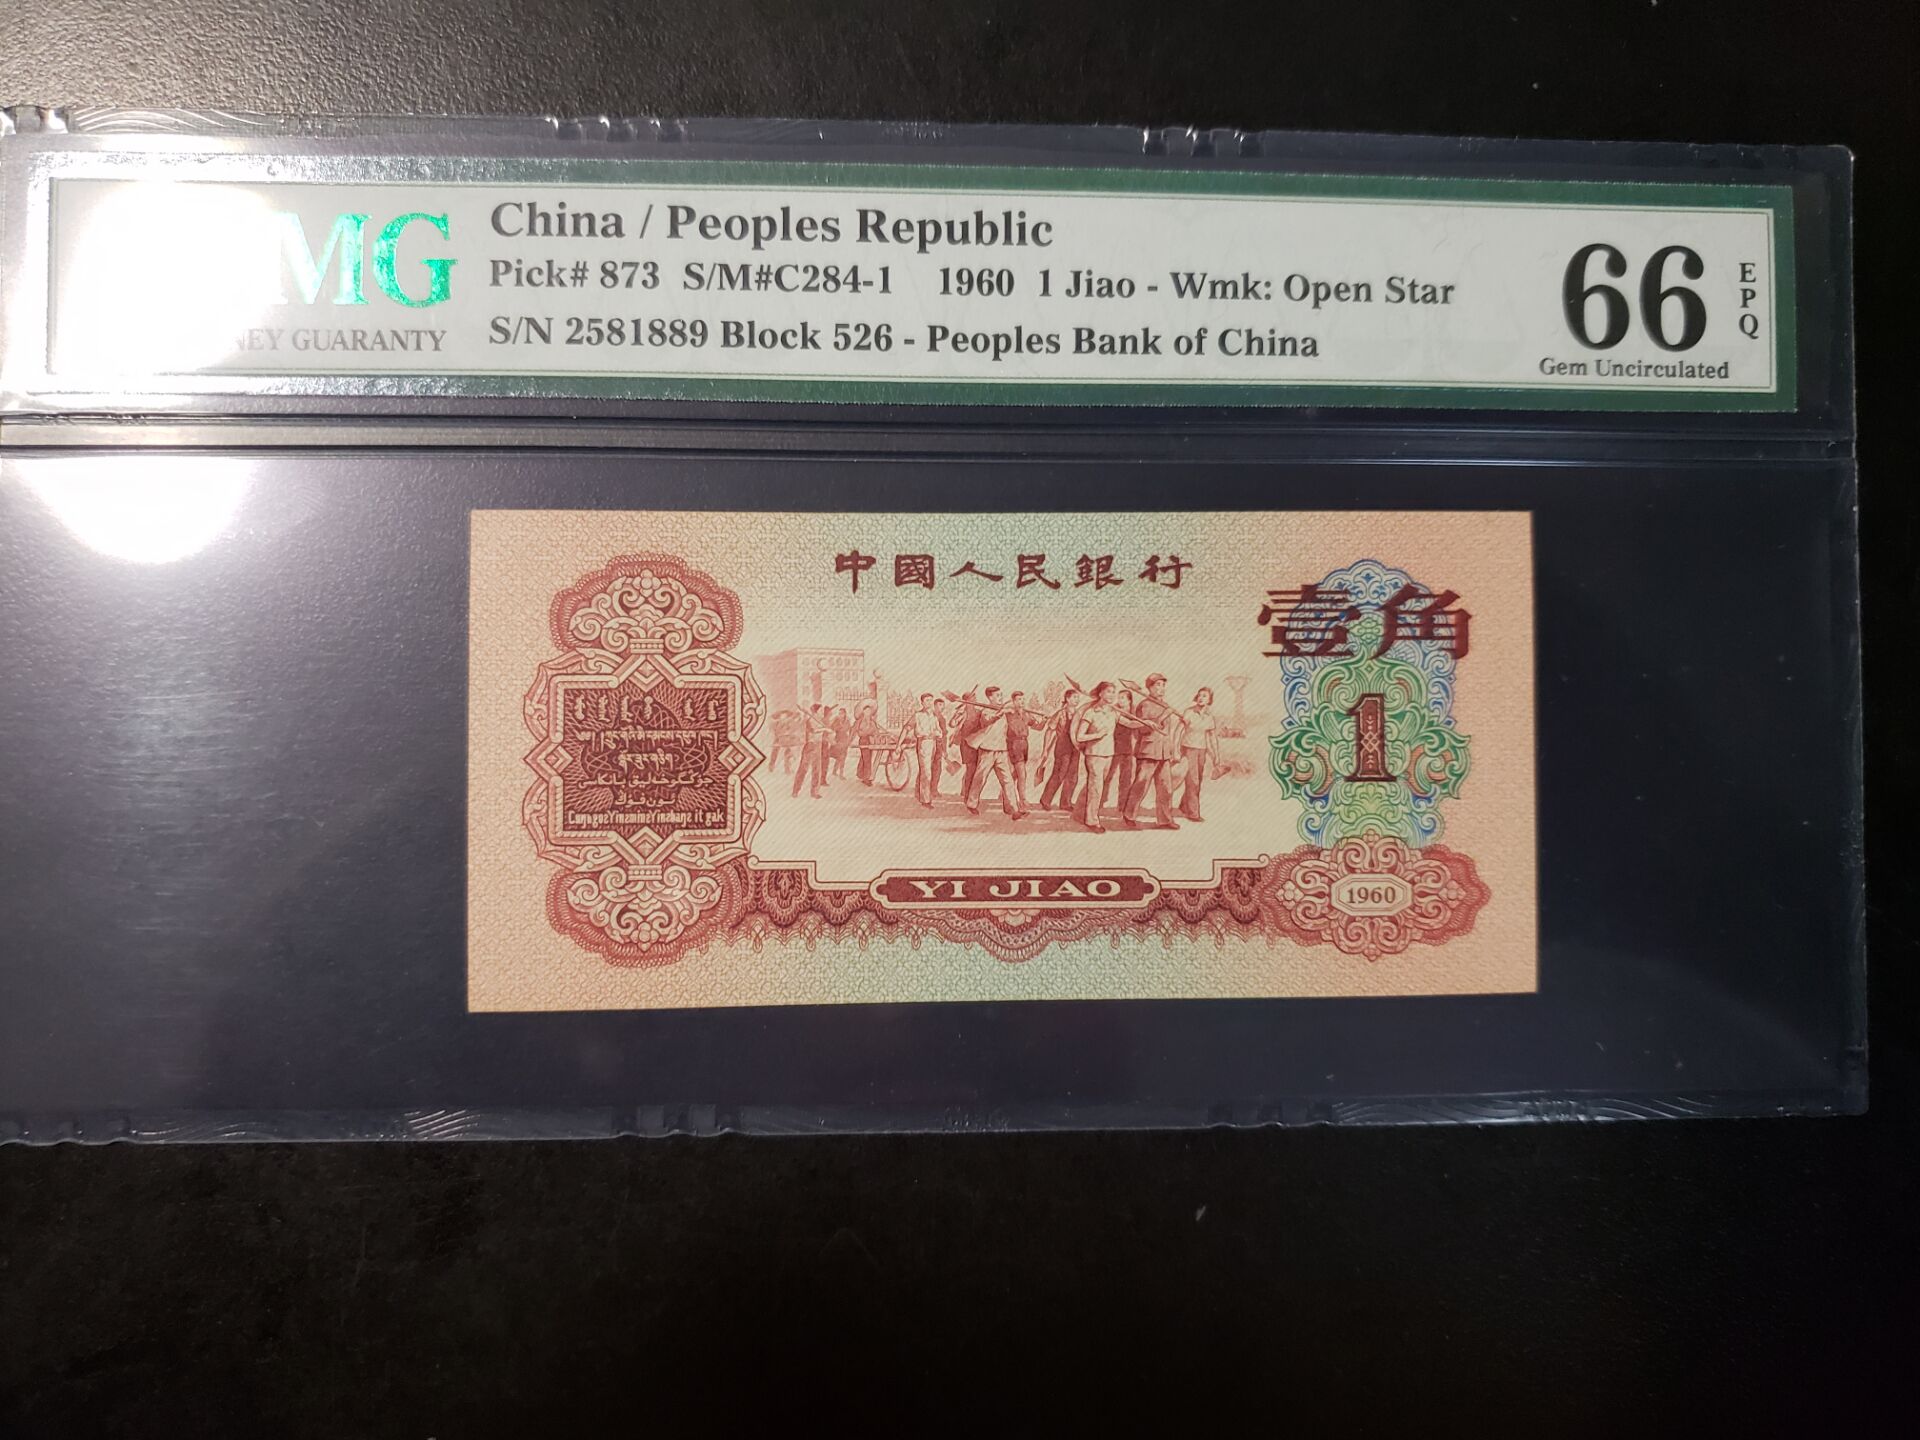 MG
China / Peoples Republic
Pick# 873 S/M#C284-1 1960 1 Jiao - Wmk: Open Star
S/N 2581889 Block 526 - Peoples Bank of China
GUARANTY
66
EPQ
Gem Uncirculated
中國人民銀行
壹角
1
YI JIAO
1960